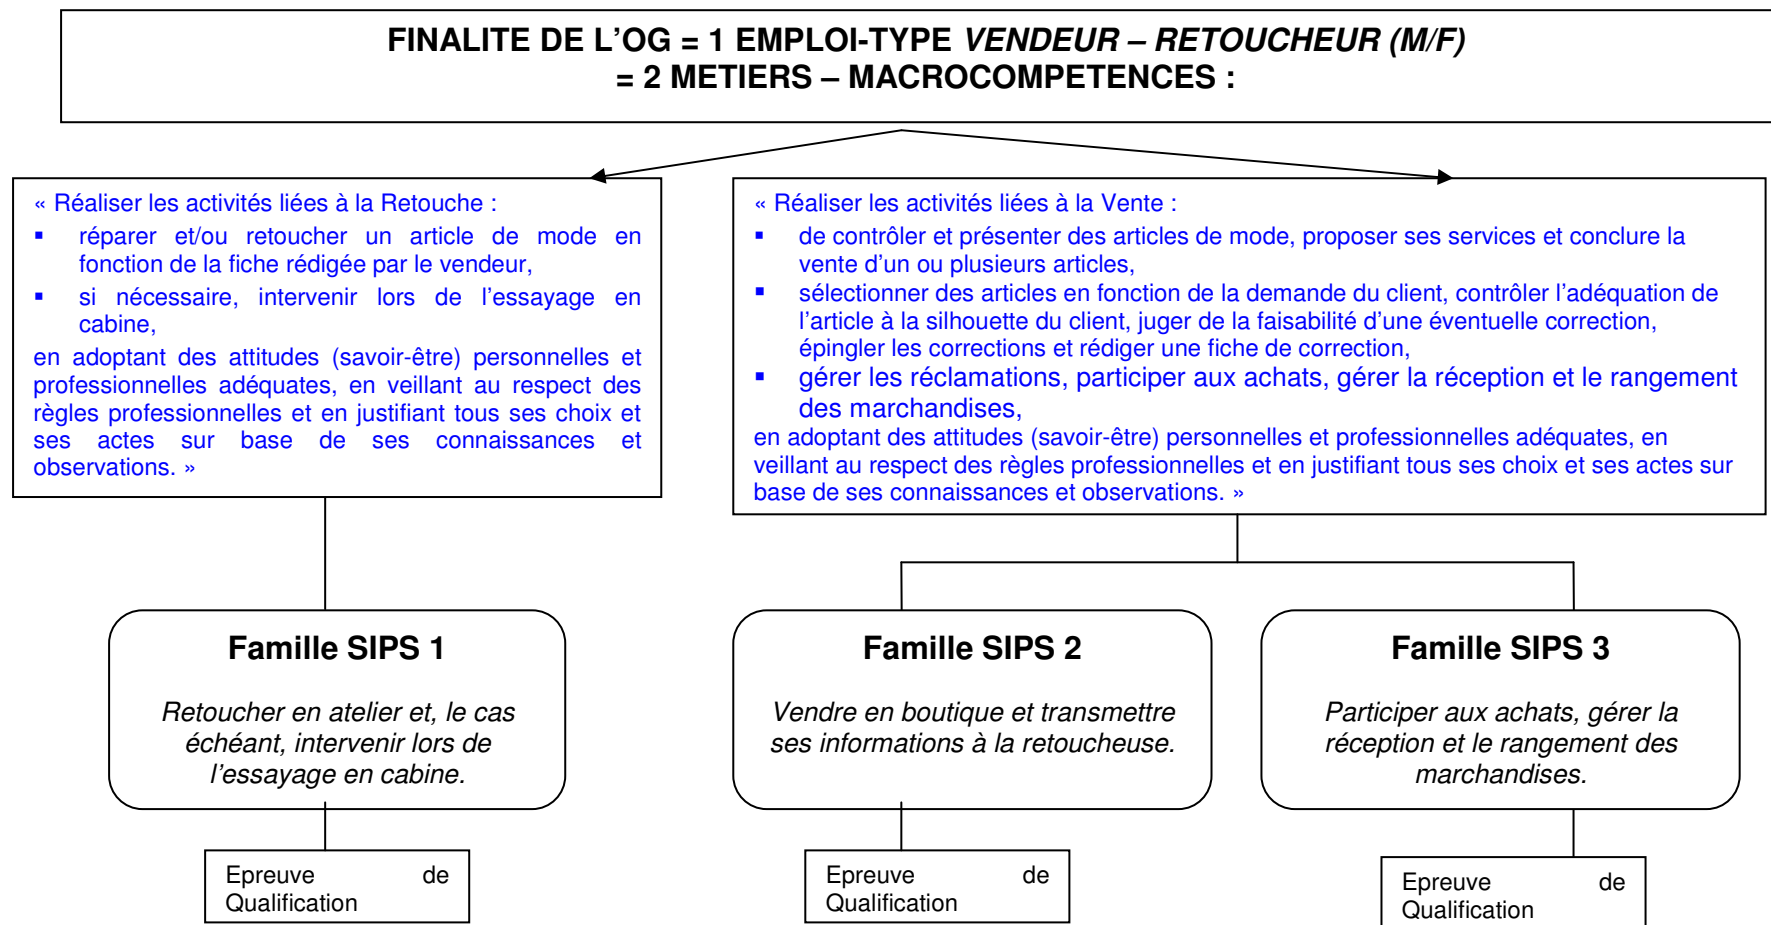 FINALITE DE L'OG = 1 EMPLOI-TYPE VENDEUR – RETOUCHEUR (M/F)
= 2 METIERS – MACROCOMPETENCES :
« Réaliser les activités liées à la Retouche :
▪ réparer et/ou retoucher un article de mode en
fonction de la fiche rédigée par le vendeur,
▪ si nécessaire, intervenir lors de l'essayage en
cabine,
en adoptant des attitudes (savoir-être) personnelles et
professionnelles adéquates, en veillant au respect des
règles professionnelles et en justifiant tous ses choix et
ses actes sur base de ses connaissances et
observations. »
« Réaliser les activités liées à la Vente :
▪ de contrôler et présenter des articles de mode, proposer ses services et conclure la
vente d'un ou plusieurs articles,
▪ sélectionner des articles en fonction de la demande du client, contrôler l'adéquation de
l'article à la silhouette du client, juger de la faisabilité d'une éventuelle correction,
épingler les corrections et rédiger une fiche de correction,
▪ gérer les réclamations, participer aux achats, gérer la réception et le rangement
des marchandises,
en adoptant des attitudes (savoir-être) personnelles et professionnelles adéquates, en
veillant au respect des règles professionnelles et en justifiant tous ses choix et ses actes sur
base de ses connaissances et observations. »
Famille SIPS 1
Retoucher en atelier et, le cas
échéant, intervenir lors de
l'essayage en cabine.
Famille SIPS 2
Vendre en boutique et transmettre
ses informations à la retoucheuse.
Famille SIPS 3
Participer aux achats, gérer la
réception et le rangement des
marchandises.
Epreuve de
Qualification
Epreuve de
Qualification
Epreuve de
Qualification